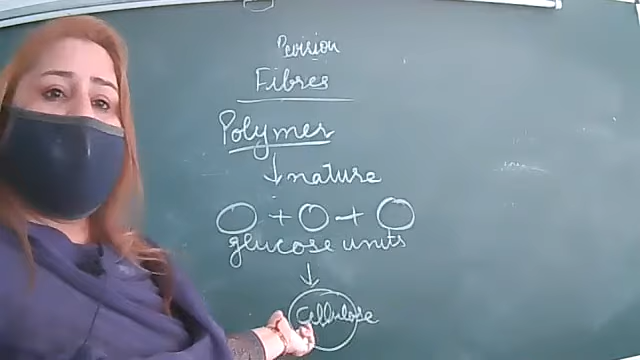 Revision
Fibres
Polymer
↓ nature
O + O + O
glucose units
↓
Cellulose